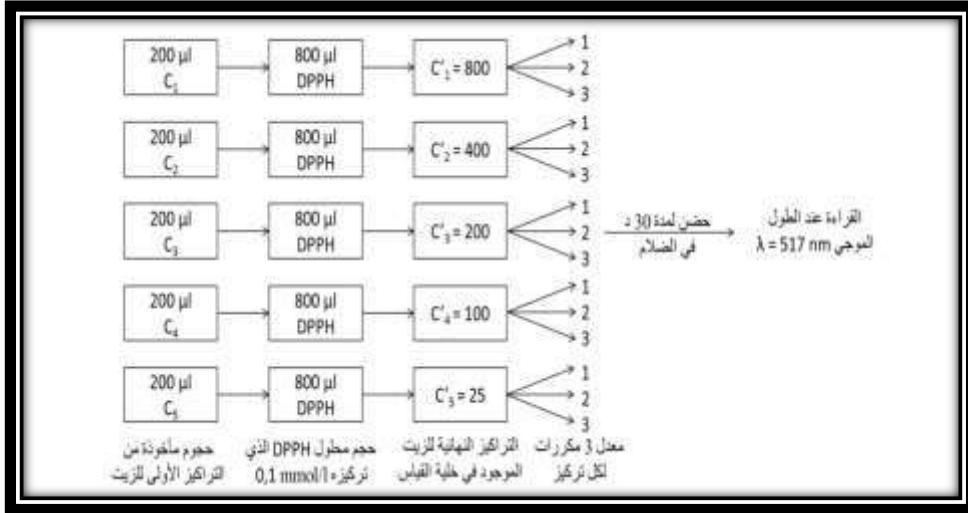 200 µl
C₁
800 µl
DPPH
C'₁ = 800
1
2
3
200 µl
C₂
800 µl
DPPH
C'₂ = 400
1
2
3
200 µl
C₃
800 µl
DPPH
C'₃ = 200
1
2
3
حضن لمدة 30 د
في الضلام
القراءة عند الطول
الموجي λ = 517 nm
200 µl
C₄
800 µl
DPPH
C'₄ = 100
1
2
3
200 µl
C₅
800 µl
DPPH
C'₅ = 25
1
2
3
حجوم مأخوذة من
التراكيز الأولى للزيت
حجم محلول DPPH الذي
تركيزه 0,1 mmol/l
التراكيز النهائية للزيت
الموجود في خلية القياس
معدل 3 مكررات
لكل تركيز